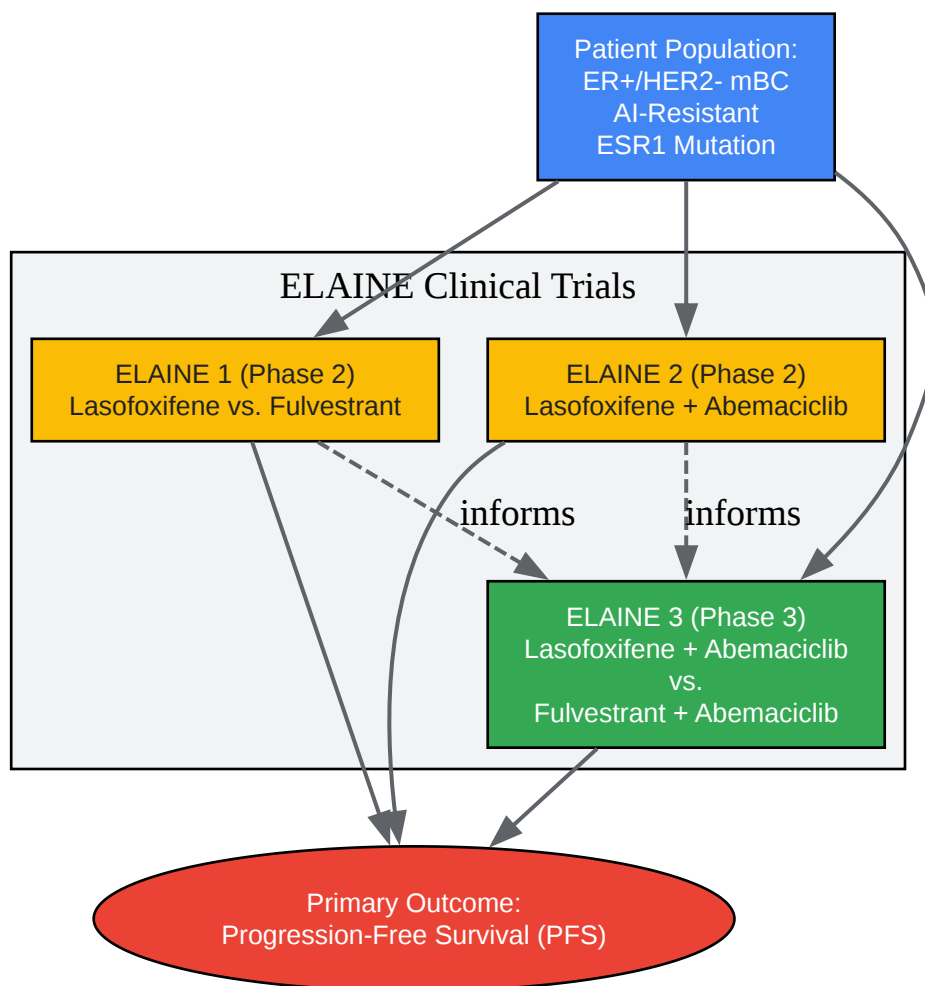 Patient Population:
ER+/HER2- mBC
AI-Resistant
ESR1 Mutation
ELAINE Clinical Trials
ELAINE 1 (Phase 2)
Lasofoxifene vs. Fulvestrant
ELAINE 2 (Phase 2)
Lasofoxifene + Abemaciclib
informs
informs
ELAINE 3 (Phase 3)
Lasofoxifene + Abemaciclib
vs.
Fulvestrant + Abemaciclib
Primary Outcome:
Progression-Free Survival (PFS)